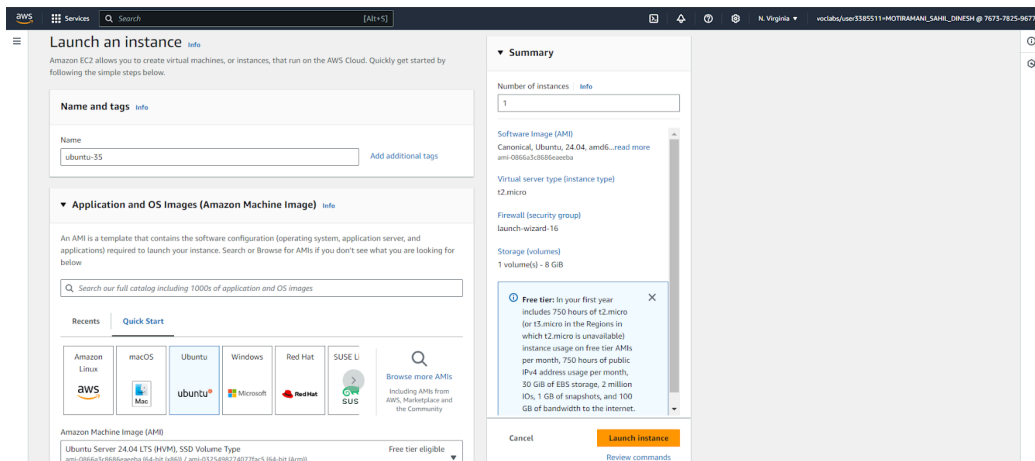 aws
Services
Search
[Alt+S]
N. Virginia
voclabs/user3385511=MOTIRAMANI_SAHIL_DINESH @ 7673-7825-9677
Launch an instance Info
Amazon EC2 allows you to create virtual machines, or instances, that run on the AWS Cloud. Quickly get started by
following the simple steps below.
Name and tags Info
Name
ubuntu-35
Add additional tags
Application and OS Images (Amazon Machine Image) Info
An AMI is a template that contains the software configuration (operating system, application server, and
applications) required to launch your instance. Search or Browse for AMIs if you don't see what you are looking for
below
Search our full catalog including 1000s of application and OS images
Recents
Quick Start
Amazon
Linux
aws
macOS
Mac
Ubuntu
ubuntu
Windows
Microsoft
Red Hat
Red Hat
SUSE Li
SUS
Browse more AMIs
Including AMIs from
AWS, Marketplace and
the Community
Amazon Machine Image (AMI)
Ubuntu Server 24.04 LTS (HVM), SSD Volume Type
Free tier eligible
ami-0866a3c8686eaeeba (64-bit (x86)) / ami-0325498274077fac5 (64-bit (Arm))
Summary
Number of instances Info
1
Software Image (AMI)
Canonical, Ubuntu, 24.04, amd6...read more
ami-0866a3c8686eaeeba
Virtual server type (instance type)
t2.micro
Firewall (security group)
launch-wizard-16
Storage (volumes)
1 volume(s) - 8 GiB
Free tier: In your first year
includes 750 hours of t2.micro
(or t3.micro in the Regions in
which t2.micro is unavailable)
instance usage on free tier AMIs
per month, 750 hours of public
IPv4 address usage per month,
30 GiB of EBS storage, 2 million
IOs, 1 GB of snapshots, and 100
GB of bandwidth to the internet.
Cancel
Launch instance
Review commands